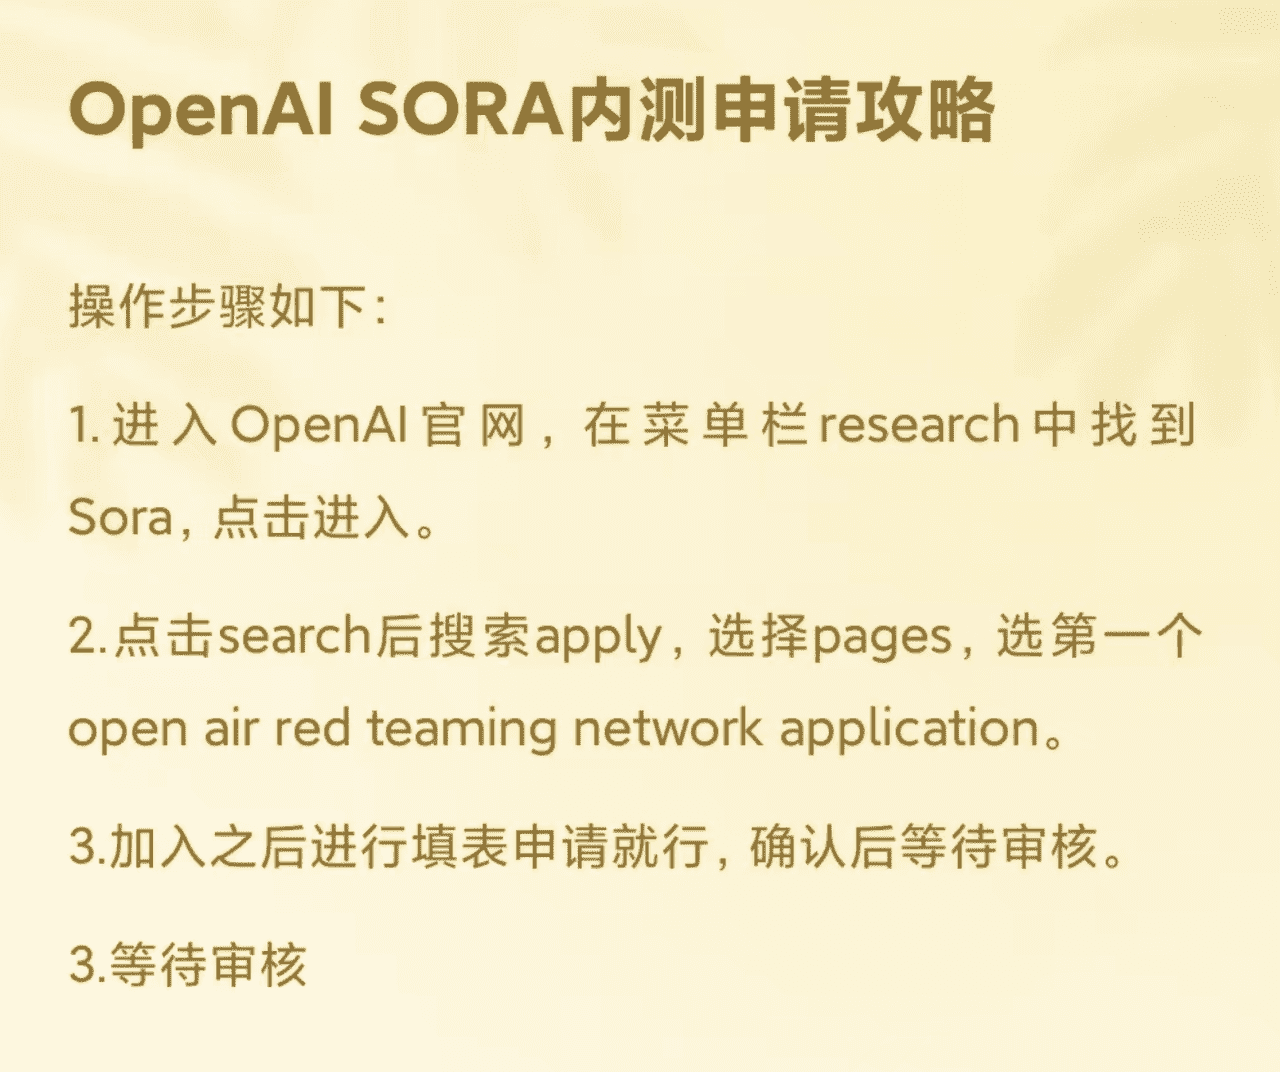 OpenAI SORA内测申请攻略
操作步骤如下:
1.进入OpenAI官网，在菜单栏research中找到
Sora, 点击进入。
2.点击search后搜索apply，选择pages，选第一个
open air red teaming network application。
3.加入之后进行填表申请就行，确认后等待审核。
3.等待审核